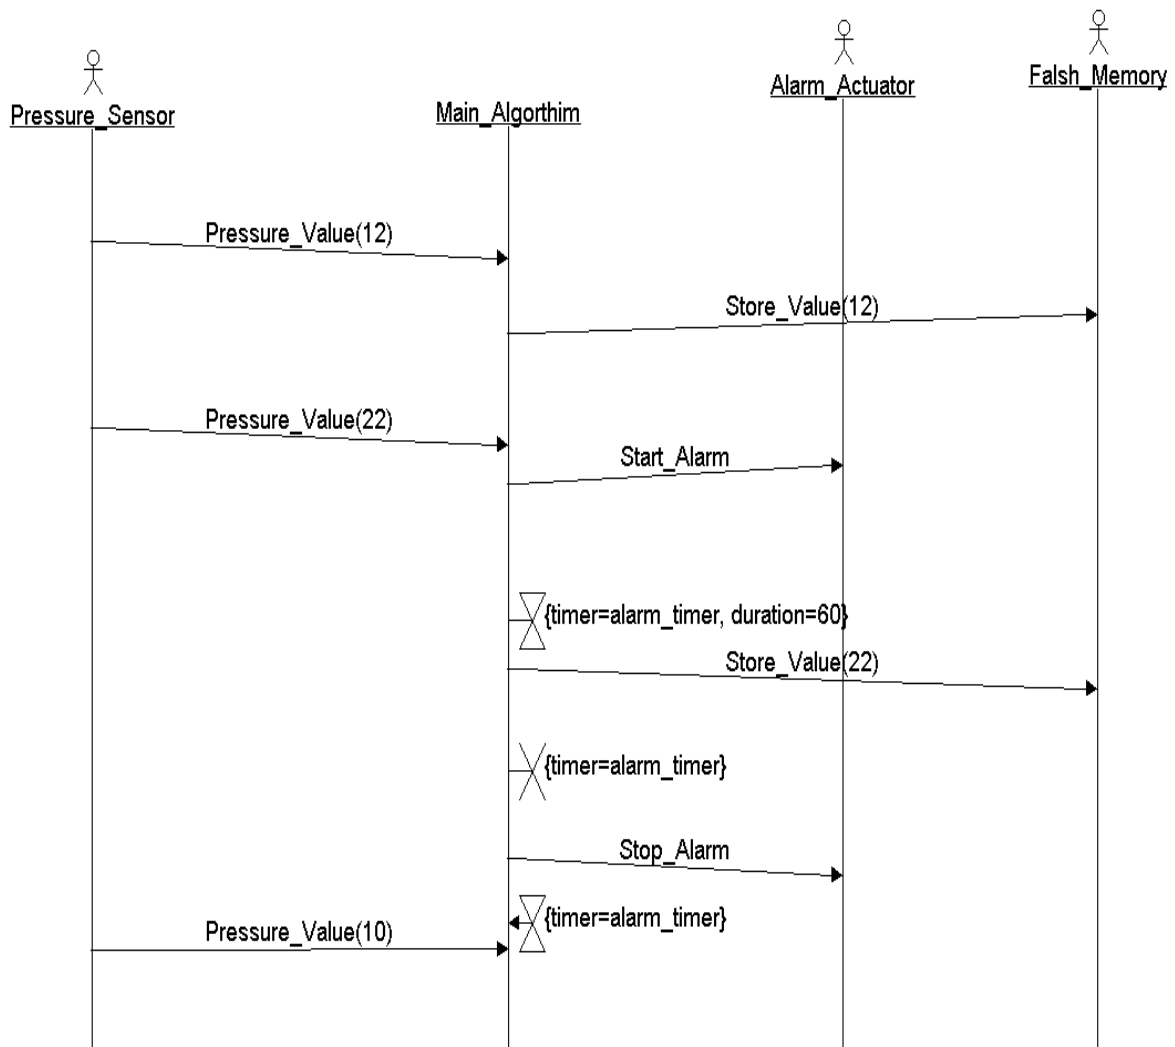 Falsh_Memory
Alarm_Actuator
Pressure_Sensor
Main_Algorthim
Pressure_Value(12)
Store_Value(12)
Pressure_Value(22)
Start_Alarm
{timer=alarm_timer, duration=60}
Store_Value(22)
{timer=alarm_timer}
Stop_Alarm
{timer=alarm_timer}
Pressure_Value(10)